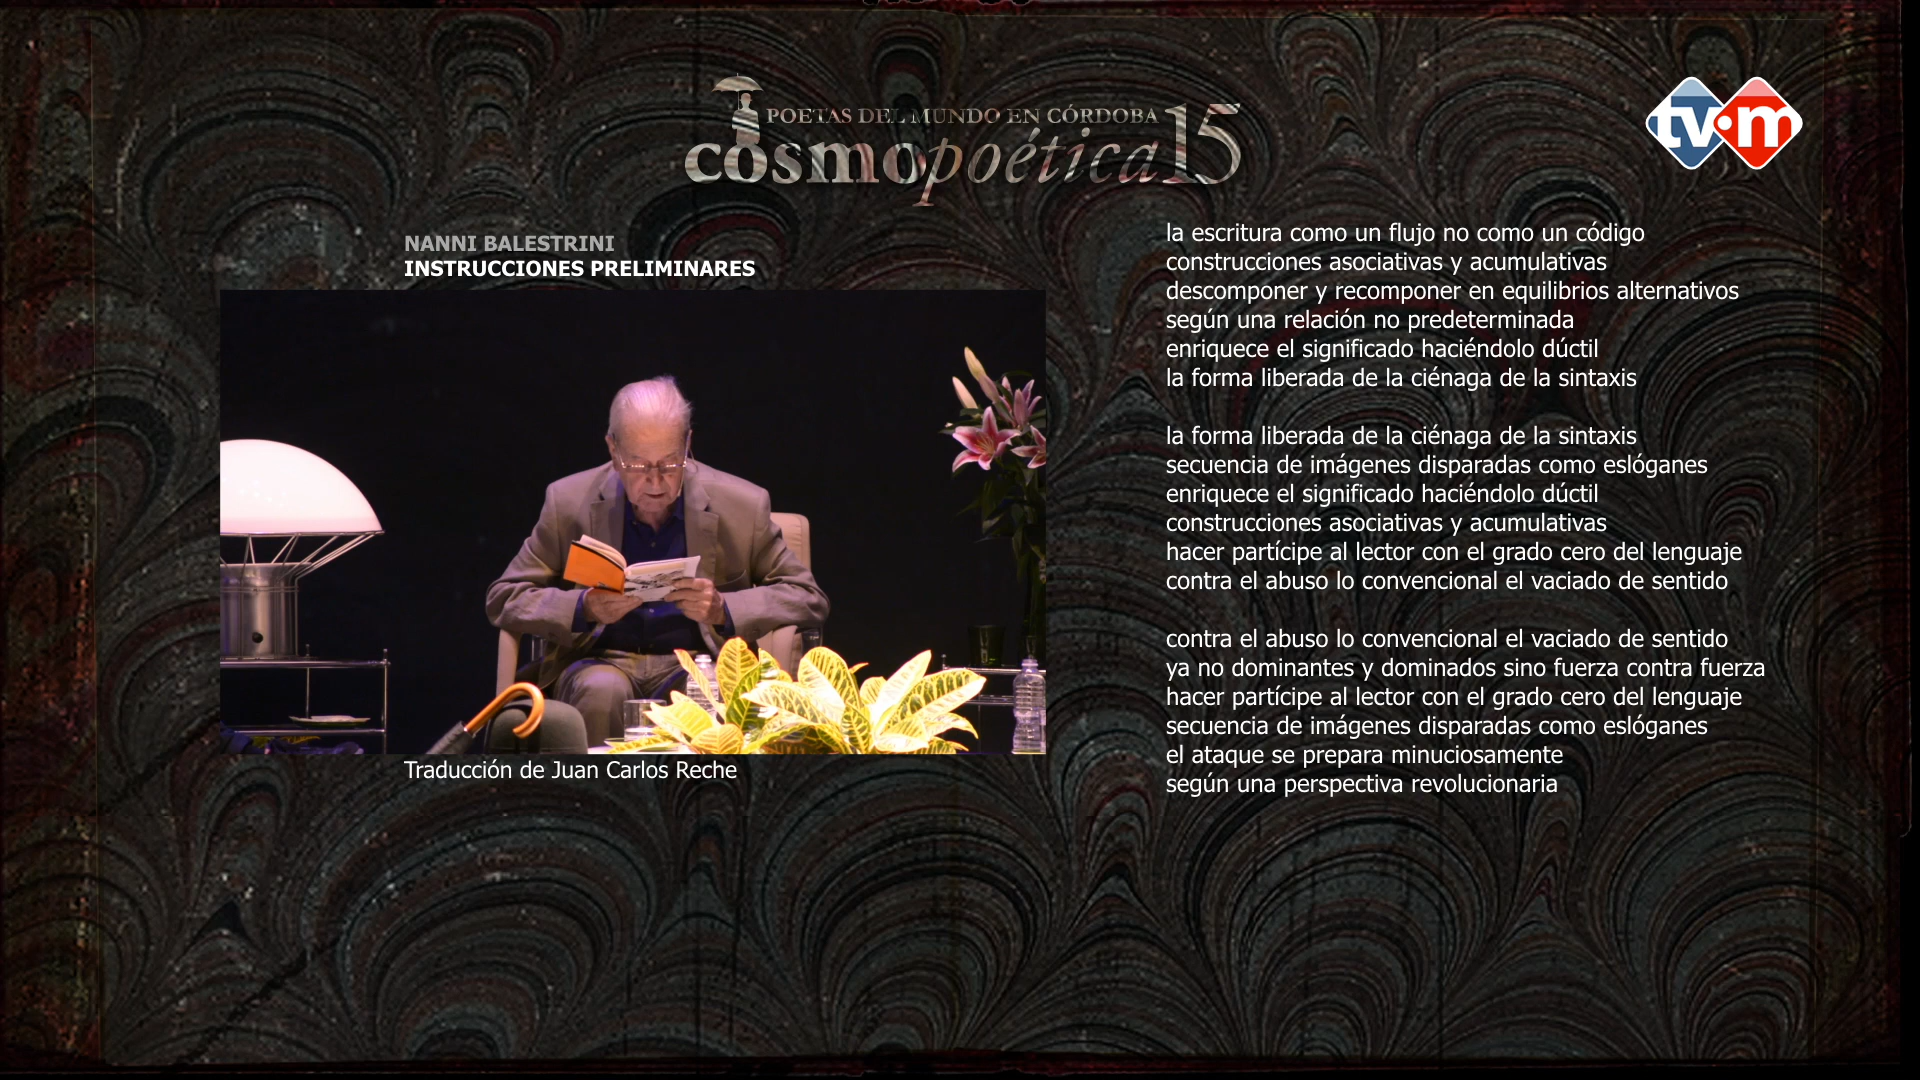 POETAS DEL MUNDO EN CÓRDOBA
cosmopoética15
tv·m
NANNI BALESTRINI
INSTRUCCIONES PRELIMINARES
Traducción de Juan Carlos Reche
la escritura como un flujo no como un código
construcciones asociativas y acumulativas
descomponer y recomponer en equilibrios alternativos
según una relación no predeterminada
enriquece el significado haciéndolo dúctil
la forma liberada de la ciénaga de la sintaxis
la forma liberada de la ciénaga de la sintaxis
secuencia de imágenes disparadas como eslóganes
enriquece el significado haciéndolo dúctil
construcciones asociativas y acumulativas
hacer partícipe al lector con el grado cero del lenguaje
contra el abuso lo convencional el vaciado de sentido
contra el abuso lo convencional el vaciado de sentido
ya no dominantes y dominados sino fuerza contra fuerza
hacer partícipe al lector con el grado cero del lenguaje
secuencia de imágenes disparadas como eslóganes
el ataque se prepara minuciosamente
según una perspectiva revolucionaria